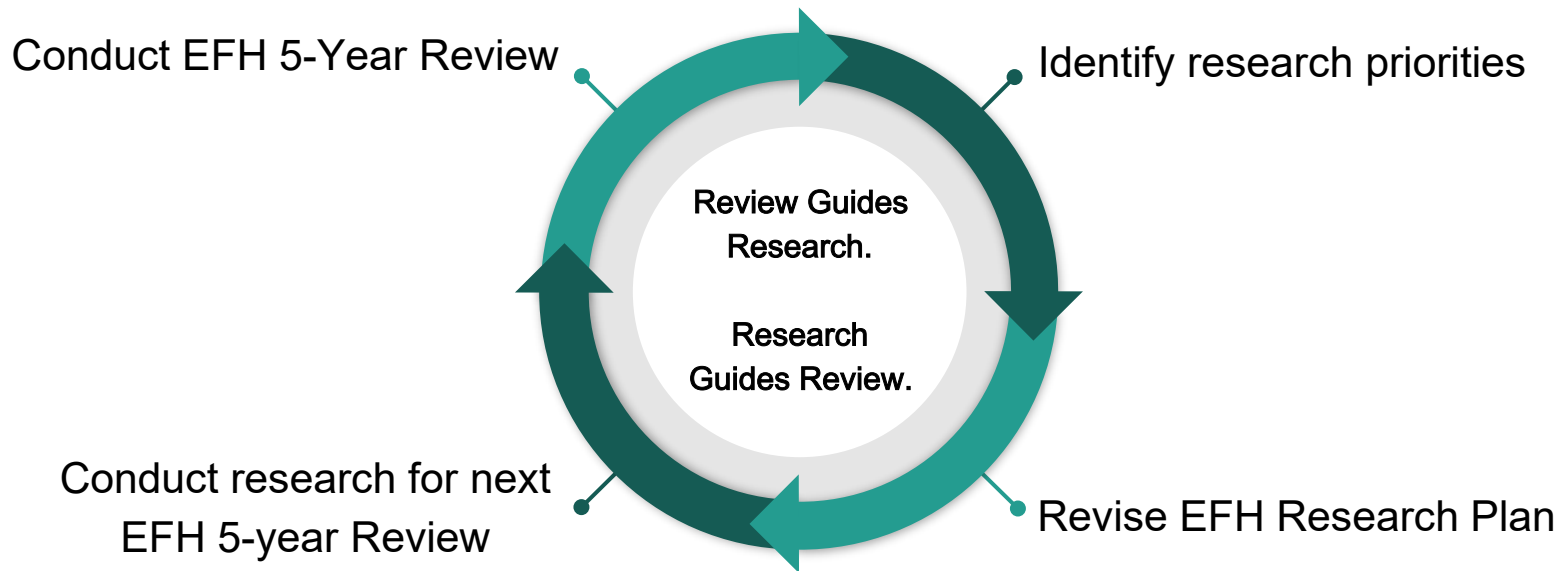 Conduct EFH 5-Year Review
Identify research priorities
Review Guides
Research.
Research
Guides Review.
Conduct research for next
EFH 5-year Review
Revise EFH Research Plan